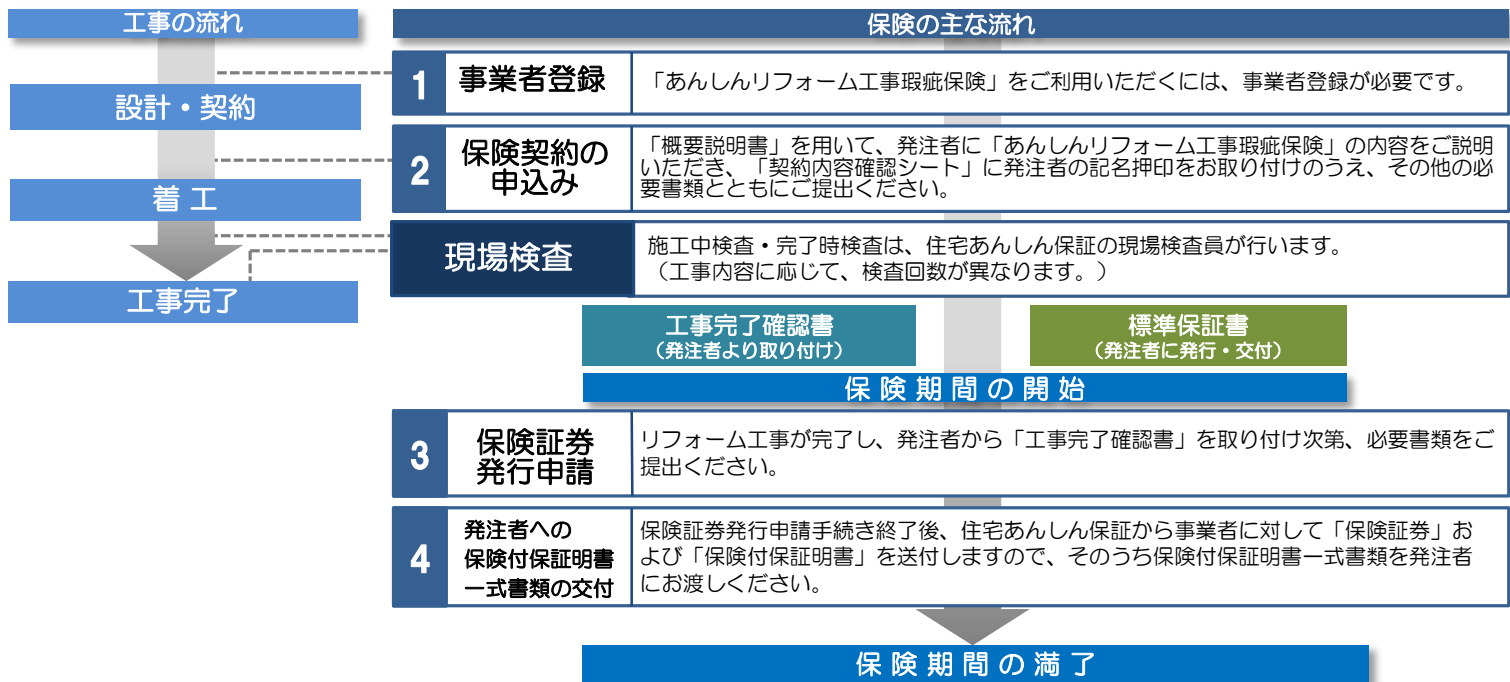 工事の流れ
設計・契約
着 工
工事完了
保険の主な流れ
1
事業者登録
「あんしんリフォーム工事瑕疵保険」をご利用いただくには、事業者登録が必要です。
2
保険契約の
申込み
「概要説明書」を用いて、発注者に「あんしんリフォーム工事瑕疵保険」の内容をご説明
いただき、「契約内容確認シート」に発注者の記名押印をお取り付けのうえ、その他の必
要書類とともにご提出ください。
現場検査
施工中検査・完了時検査は、住宅あんしん保証の現場検査員が行います。
（工事内容に応じて、検査回数が異なります。）
工事完了確認書
（発注者より取り付け）
標準保証書
（発注者に発行・交付）
保 険 期 間 の 開 始
3
保険証券
発行申請
リフォーム工事が完了し、発注者から「工事完了確認書」を取り付け次第、必要書類をご
提出ください。
4
発注者への
保険付保証明書
一式書類の交付
保険証券発行申請手続き終了後、住宅あんしん保証から事業者に対して「保険証券」お
よび「保険付保証明書」を送付しますので、そのうち保険付保証明書一式書類を発注者
にお渡しください。
保 険 期 間 の 満 了